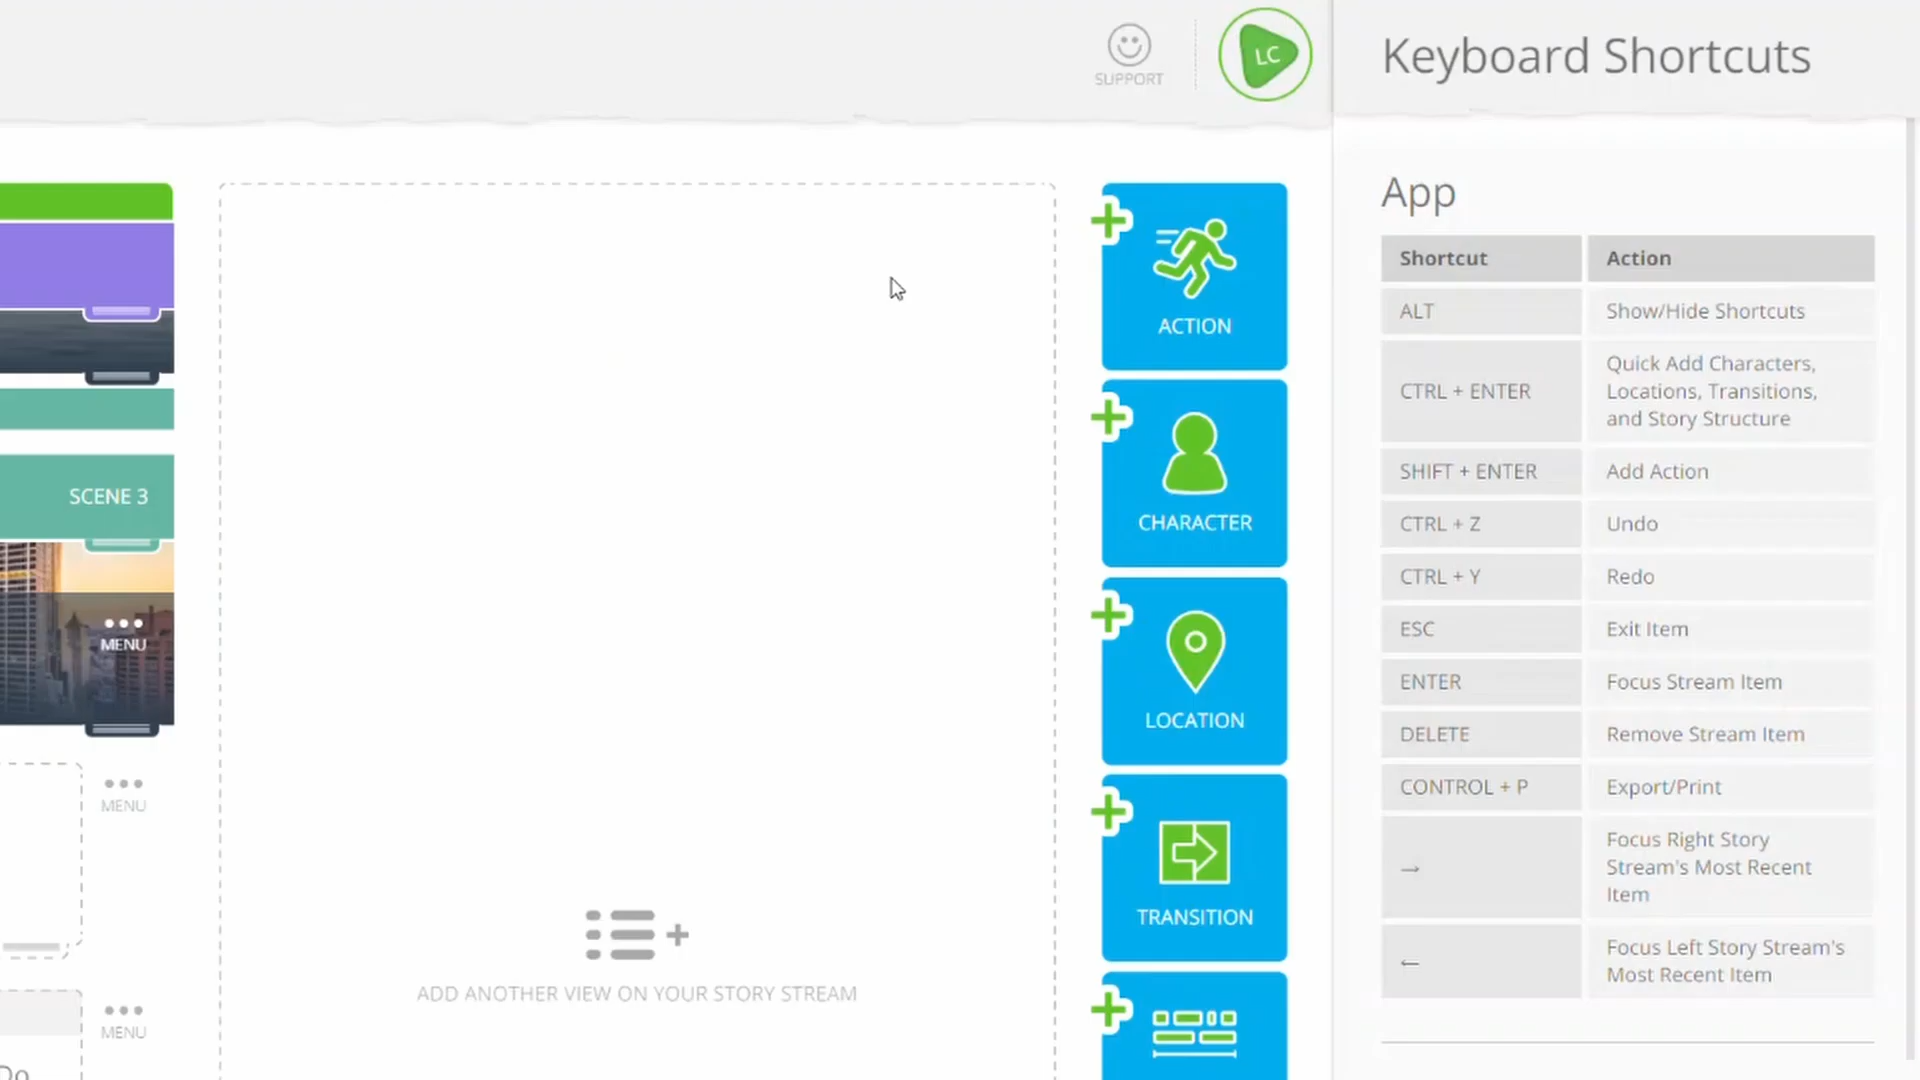 SUPPORT
LC
Keyboard Shortcuts
App
Shortcut Action
ALT Show/Hide Shortcuts
CTRL + ENTER Quick Add Characters,
Locations, Transitions,
and Story Structure
SHIFT + ENTER Add Action
CTRL + Z Undo
CTRL + Y Redo
ESC Exit Item
ENTER Focus Stream Item
DELETE Remove Stream Item
CONTROL + P Export/Print
→ Focus Right Story
Stream's Most Recent
Item
← Focus Left Story Stream's
Most Recent Item
ACTION
CHARACTER
LOCATION
TRANSITION
SCENE 3
MENU
MENU
MENU
ADD ANOTHER VIEW ON YOUR STORY STREAM